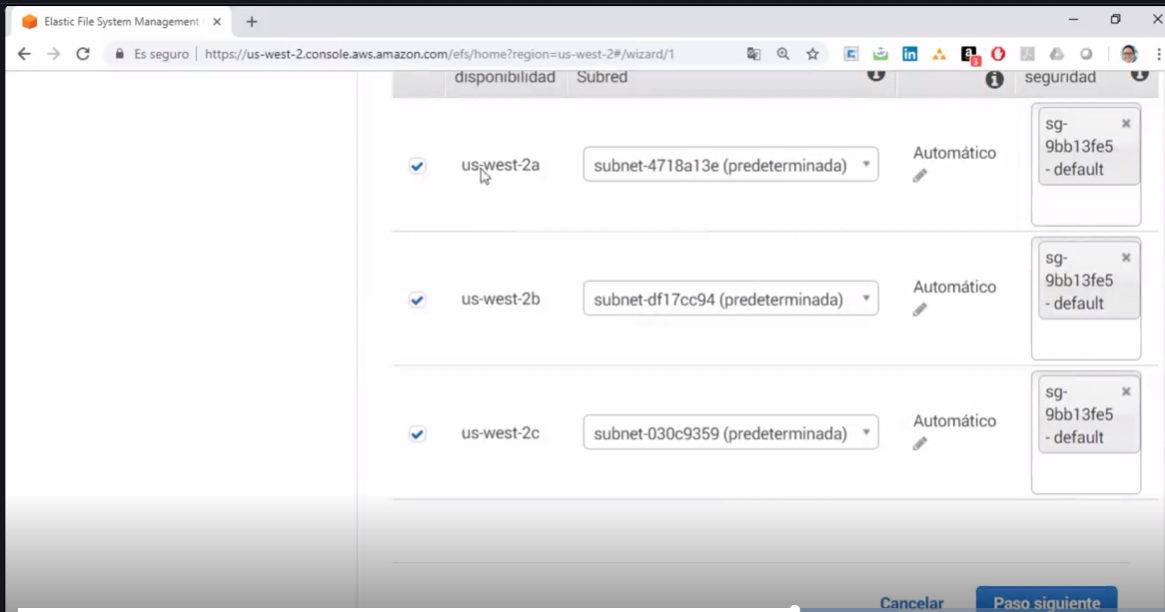 Elastic File System Management
Es seguro
https://us-west-2.console.aws.amazon.com/efs/home?region=us-west-2#/wizard/1
3
disponibilidad
Subred
seguridad
us-west-2a
subnet-4718a13e (predeterminada)
Automático
sg-
9bb13fe5
- default
us-west-2b
subnet-df17cc94 (predeterminada)
Automático
sg-
9bb13fe5
- default
us-west-2c
subnet-030c9359 (predeterminada)
Automático
sg-
9bb13fe5
- default
Cancelar
Paso siguiente